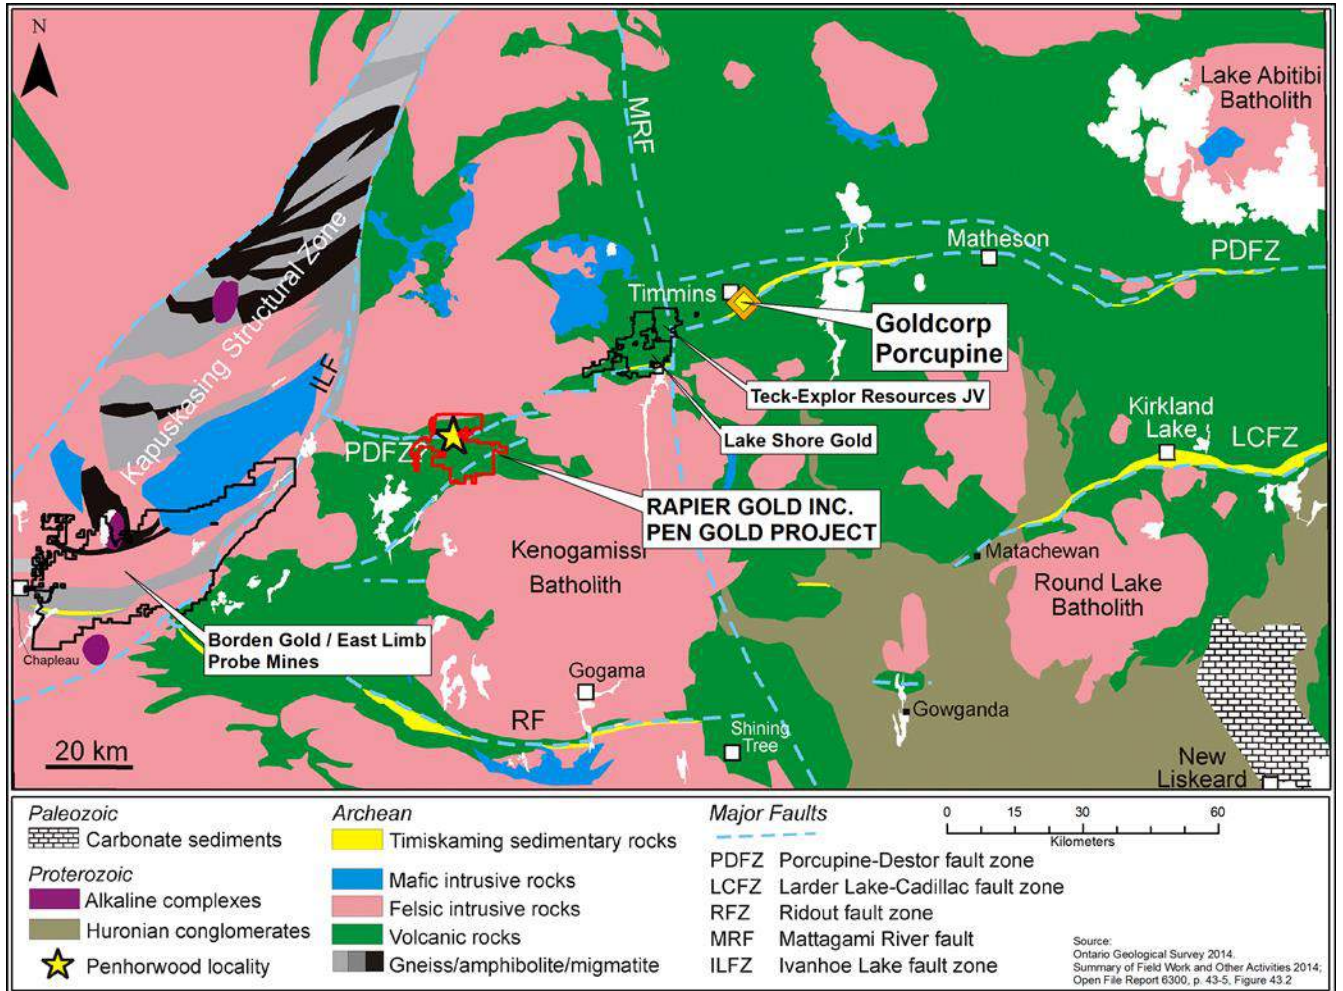 N
Lake Abitibi
Batholith
MRF
Matheson
PDFZ
Timmins
Goldcorp
Porcupine
Kapuskasing Structural Zone
ILF
Teck-Explor Resources JV
Kirkland
Lake
LCFZ
Lake Shore Gold
PDFZ?
RAPIER GOLD INC.
PEN GOLD PROJECT
Kenogamissi
Batholith
Matachewan
Round Lake
Batholith
Borden Gold / East Limb
Probe Mines
Chapleau
Gogama
RF
Gowganda
Shining
Tree
20 km
New
Liskeard
Paleozoic
Carbonate sediments
Proterozoic
Alkaline complexes
Huronian conglomerates
Penhorwood locality
Archean
Timiskaming sedimentary rocks
Mafic intrusive rocks
Felsic intrusive rocks
Volcanic rocks
Gneiss/amphibolite/migmatite
Major Faults
PDFZ Porcupine-Destor fault zone
LCFZ Larder Lake-Cadillac fault zone
RFZ Ridout fault zone
MRF Mattagami River fault
ILFZ Ivanhoe Lake fault zone
0 15 30 60
Kilometers
Source:
Ontario Geological Survey 2014.
Summary of Field Work and Other Activities 2014;
Open File Report 6300, p. 43-5, Figure 43.2